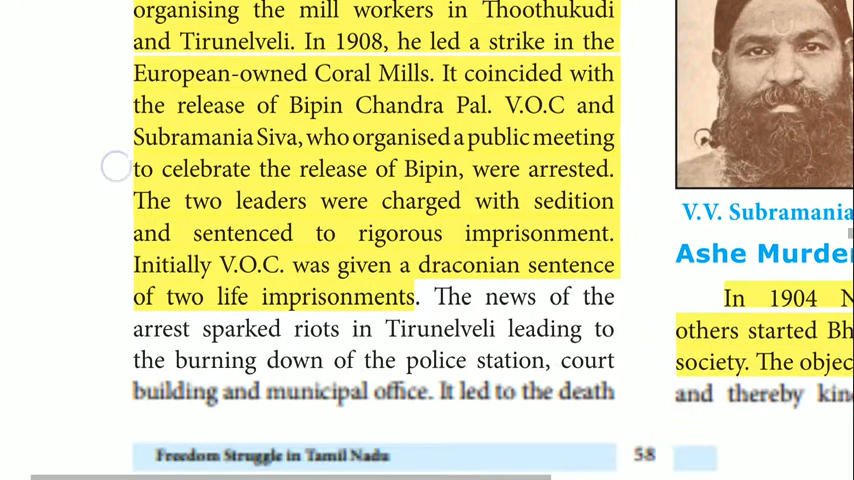 organising the mill workers in Thoothukudi
and Tirunelveli. In 1908, he led a strike in the
European-owned Coral Mills. It coincided with
the release of Bipin Chandra Pal. V.O.C and
Subramania Siva, who organised a public meeting
to celebrate the release of Bipin, were arrested.
The two leaders were charged with sedition
and sentenced to rigorous imprisonment.
Initially V.O.C. was given a draconian sentence
of two life imprisonments. The news of the
arrest sparked riots in Tirunelveli leading to
the burning down of the police station, court
building and municipal office. It led to the death
Freedom Struggle in Tamil Nadu
58
V.V. Subramania
Ashe Murder
In 1904 N
others started Bh
society. The objec
and thereby kin